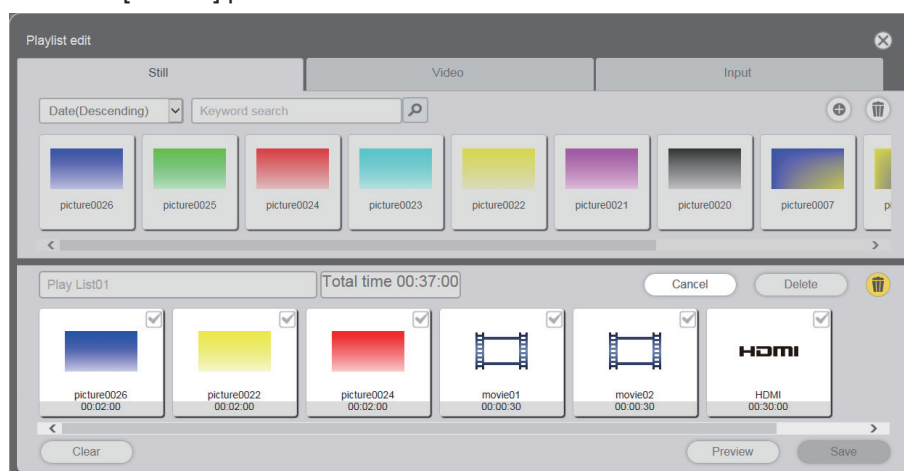 Playlist edit
Still Video Input
Date(Descending) Keyword search
picture0026 picture0025 picture0024 picture0023 picture0022 picture0021 picture0020 picture0007
Play List01 Total time 00:37:00 Cancel Delete
HDMI
picture0026 picture0022 picture0024 movie01 movie02 HDMI
00:02:00 00:02:00 00:02:00 00:00:30 00:00:30 00:30:00
Clear Preview Save